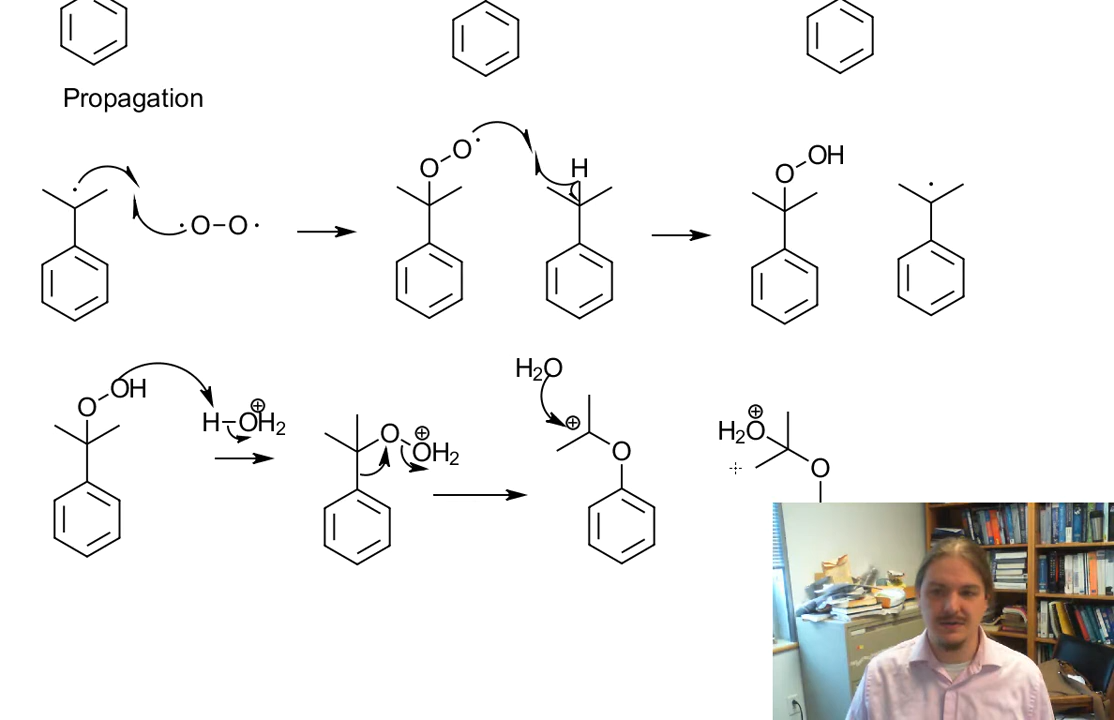 Propagation
O-O·
H
O-OH
·O-O·
O-OH
H-OH2 ⊕
O-OH2 ⊕
H2O
⊕
O
H2O ⊕
O